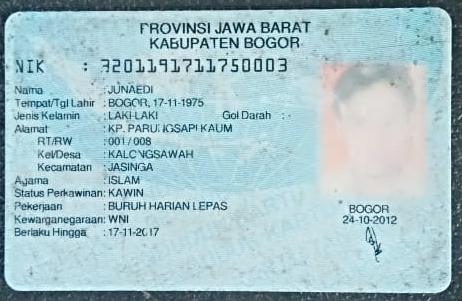 PROVINSI JAWA BARAT
KABUPATEN BOGOR
NIK : 3201191711750003
Nama : JUNAEDI
Tempat/Tgl Lahir : BOGOR, 17-11-1975
Jenis Kelamin : LAKI-LAKI Gol Darah : -
Alamat : KP. PARUNGSAPI KAUM
RT/RW : 001/008
Kel/Desa : KALONGSAWAH
Kecamatan : JASINGA
Agama : ISLAM
Status Perkawinan: KAWIN
Pekerjaan : BURUH HARIAN LEPAS
Kewarganegaraan: WNI
Berlaku Hingga : 17-11-2017
BOGOR
24-10-2012